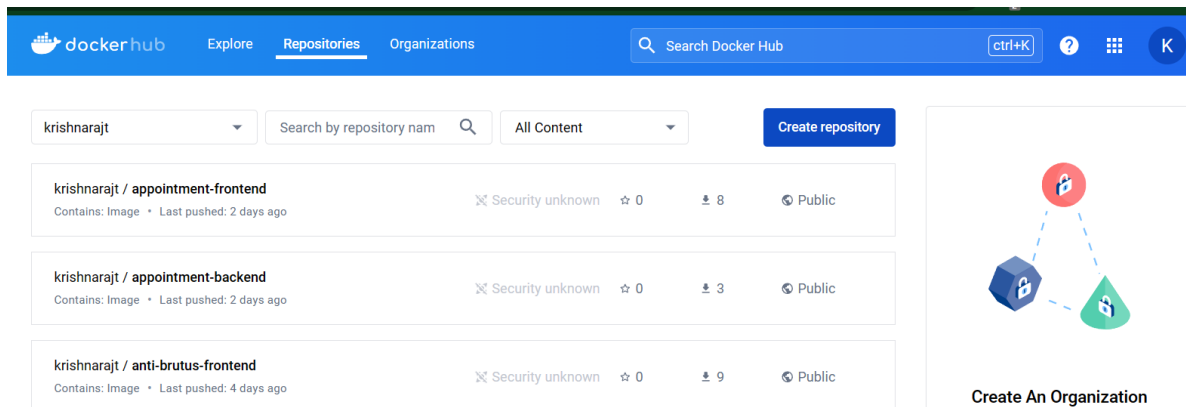 dockerhub Explore Repositories Organizations Search Docker Hub ctrl+K K
krishnarajt Search by repository nam All Content Create repository
krishnarajt / appointment-frontend Security unknown 0 8 Public
Contains: Image • Last pushed: 2 days ago
krishnarajt / appointment-backend Security unknown 0 3 Public
Contains: Image • Last pushed: 2 days ago
krishnarajt / anti-brutus-frontend Security unknown 0 9 Public
Contains: Image • Last pushed: 4 days ago
Create An Organization